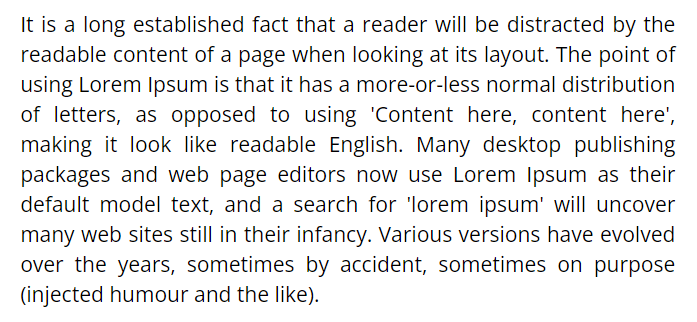 It is a long established fact that a reader will be distracted by the
readable content of a page when looking at its layout. The point of
using Lorem Ipsum is that it has a more-or-less normal distribution
of letters, as opposed to using 'Content here, content here',
making it look like readable English. Many desktop publishing
packages and web page editors now use Lorem Ipsum as their
default model text, and a search for 'lorem ipsum' will uncover
many web sites still in their infancy. Various versions have evolved
over the years, sometimes by accident, sometimes on purpose
(injected humour and the like).